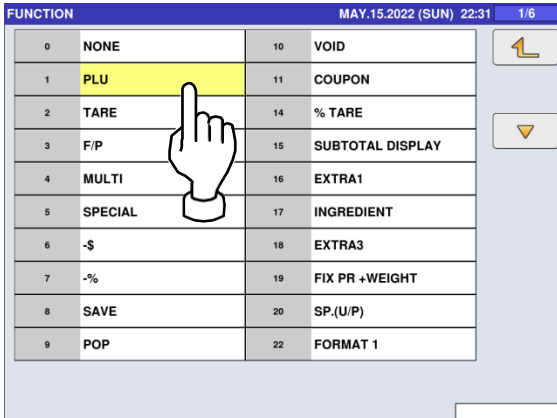 FUNCTION MAY.15.2022 (SUN) 22:31 1/6
0 NONE 10 VOID
1 PLU 11 COUPON
2 TARE 14 % TARE
3 F/P 15 SUBTOTAL DISPLAY
4 MULTI 16 EXTRA1
5 SPECIAL 17 INGREDIENT
6 -$ 18 EXTRA3
7 -% 19 FIX PR +WEIGHT
8 SAVE 20 SP.(U/P)
9 POP 22 FORMAT 1